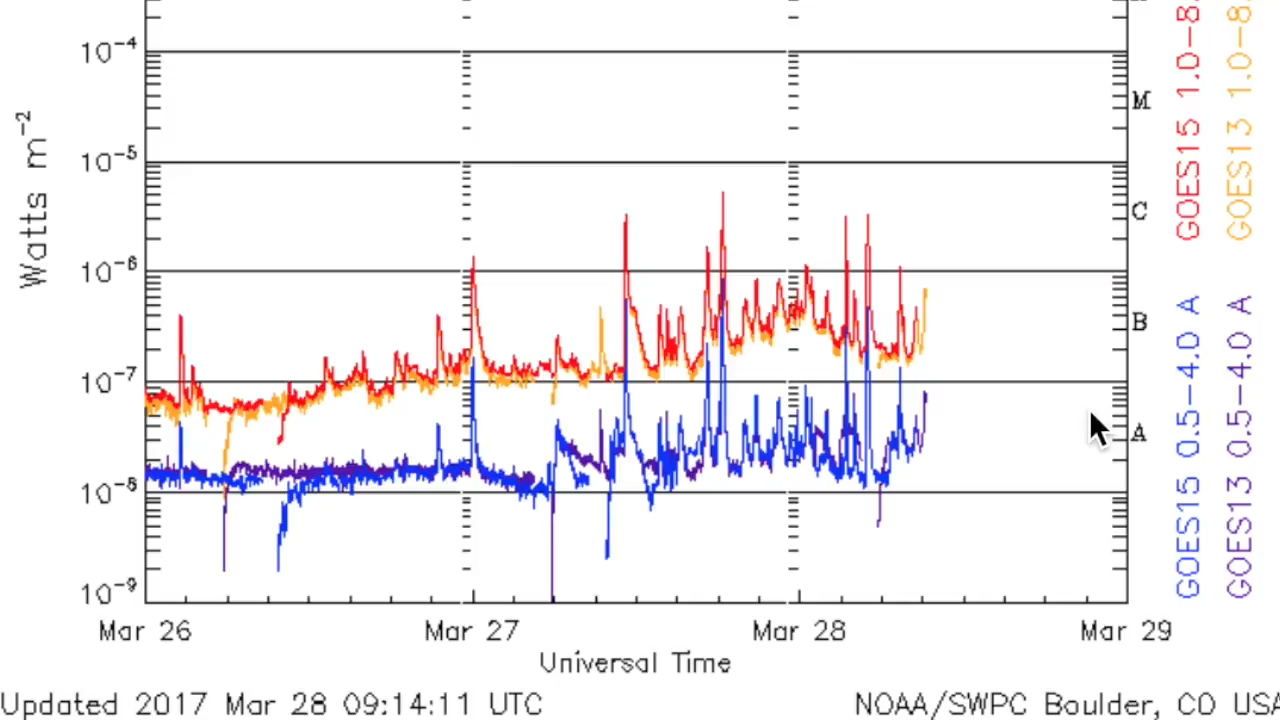 10-4
M
10-5
Watts m-2
C
10-6
B
10-7
A
10-8
10-9
Mar 26 Mar 27 Mar 28 Mar 29
Universal Time
Updated 2017 Mar 28 09:14:11 UTC
NOAA/SWPC Boulder, CO USA
GOES15 1.0-8.
GOES13 1.0-8.
GOES15 0.5-4.0 A
GOES13 0.5-4.0 A